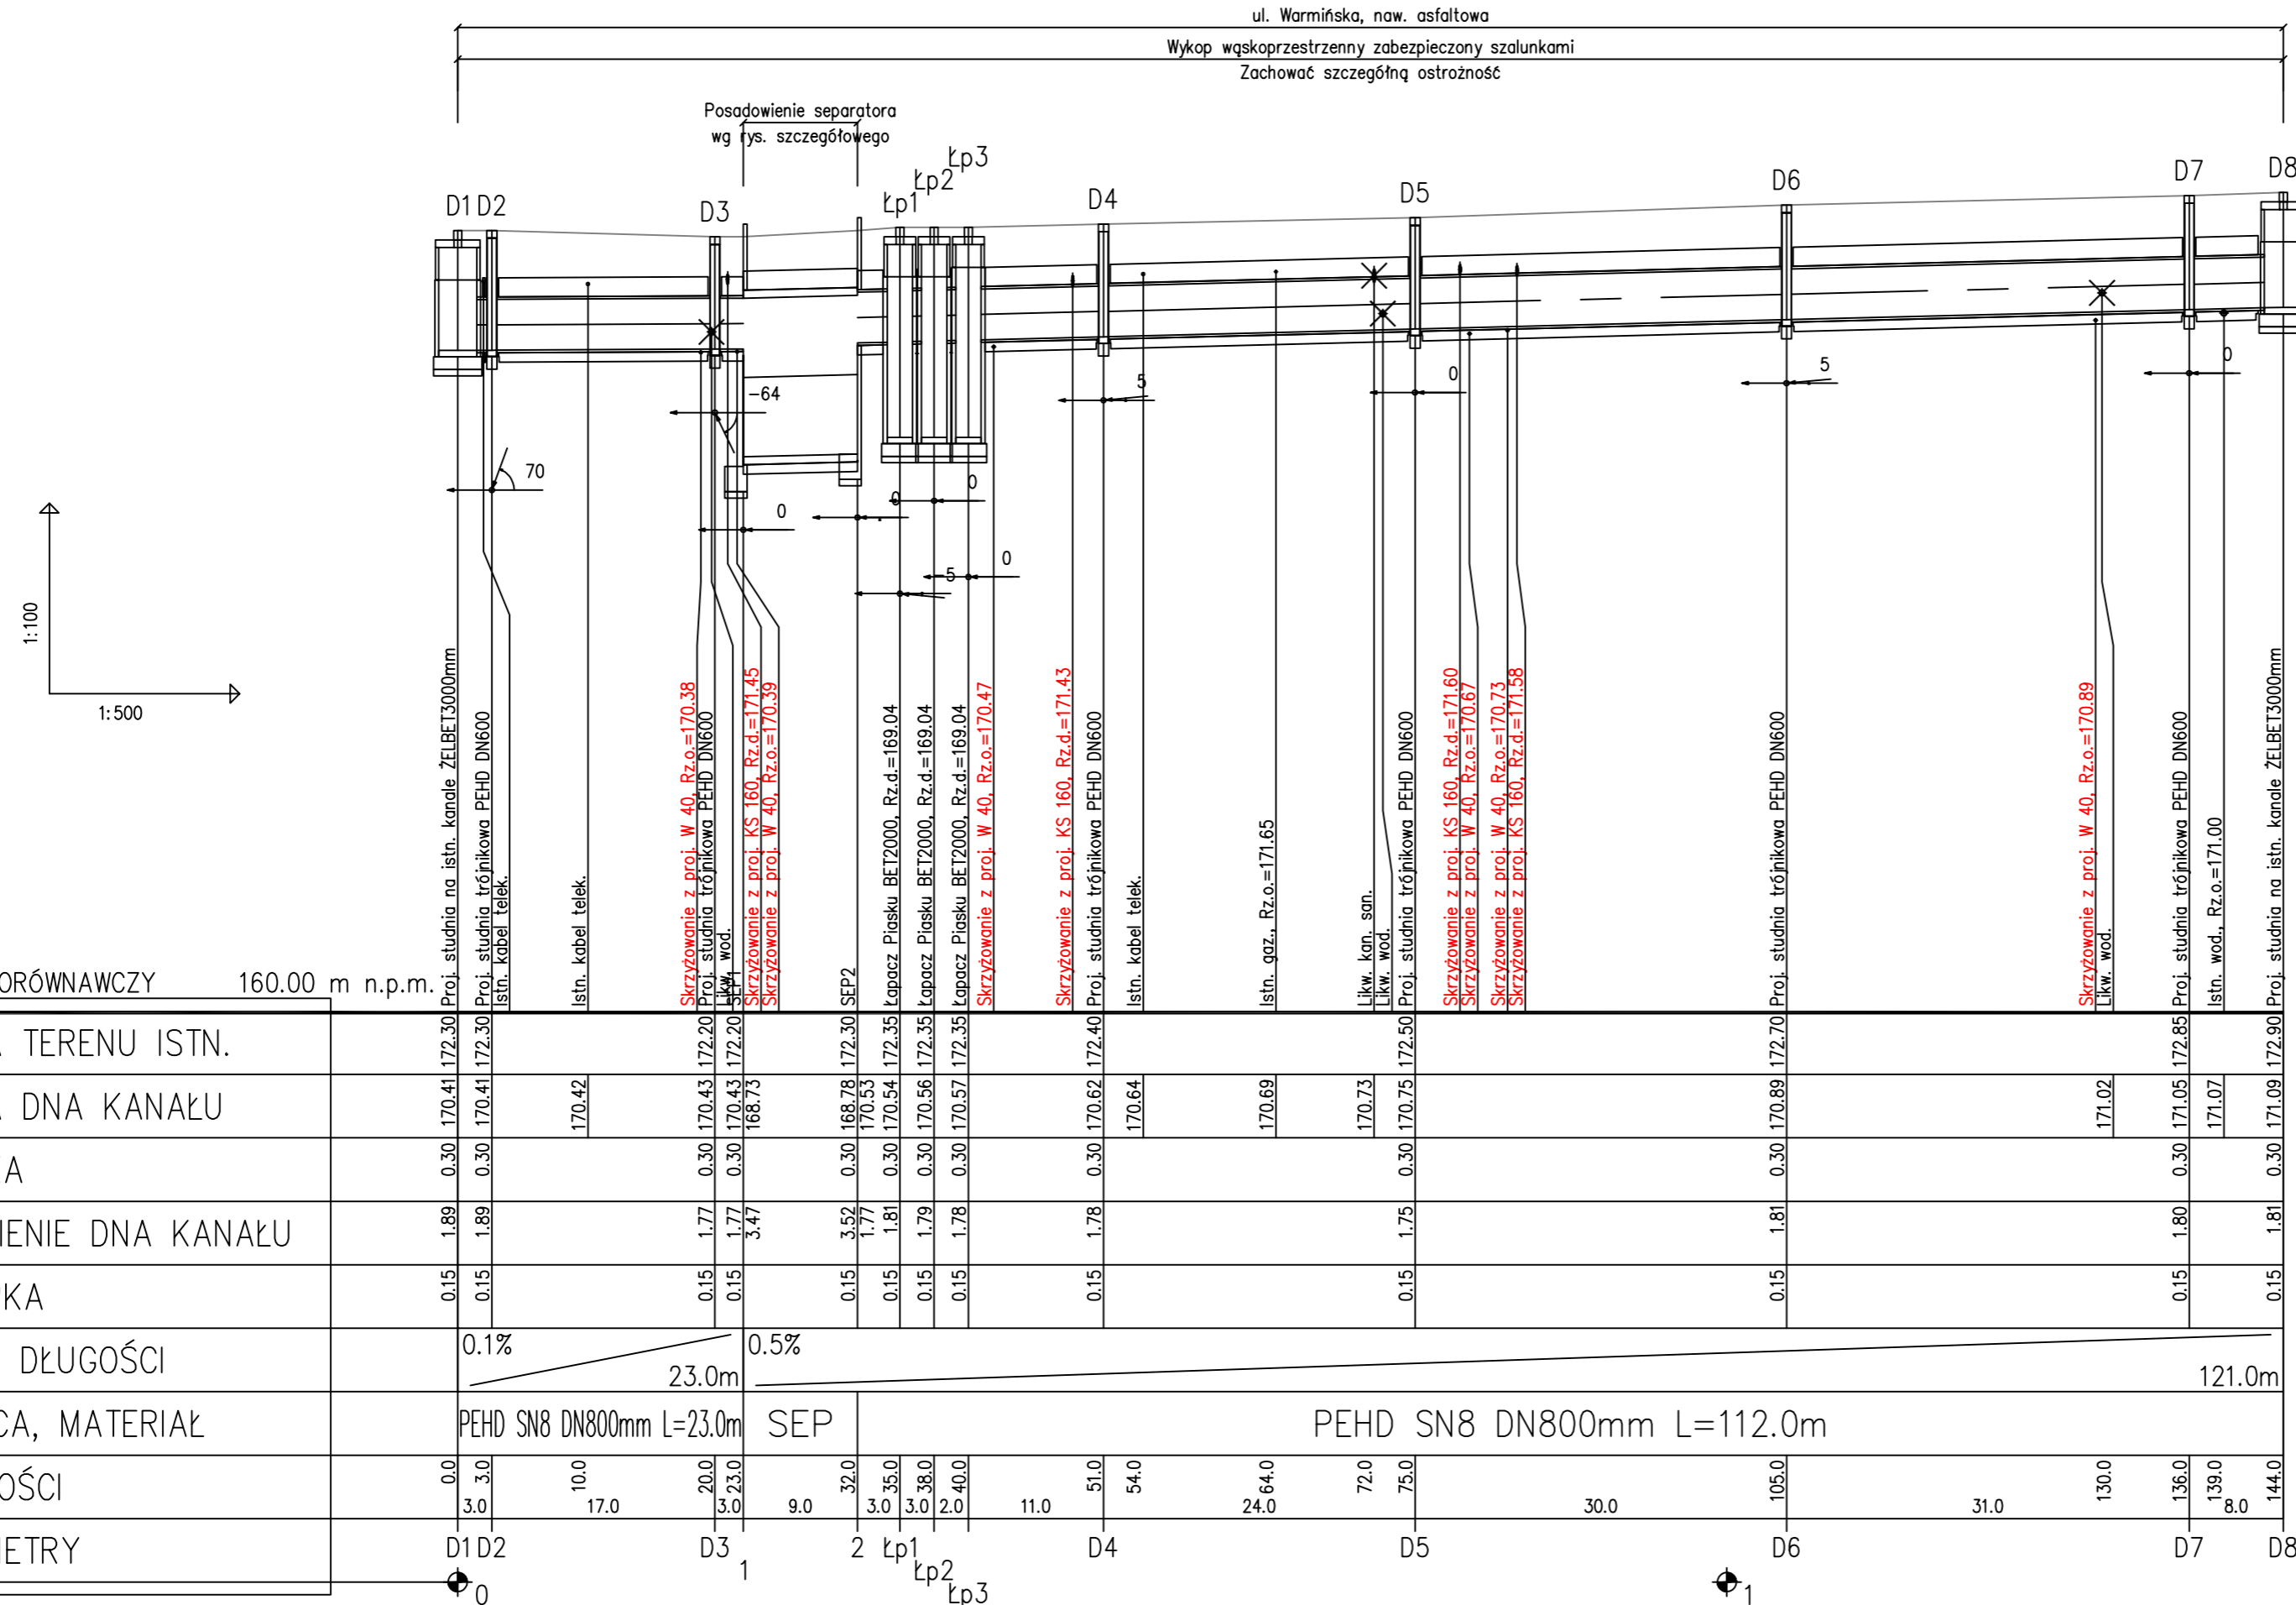 ul. Warmińska, naw. asfaltowa
Wykop wąskoprzestrzenny zabezpieczony szalunkami
Zachować szczególną ostrożność
Posadowienie separatora
wg rys. szczegółowego
D1 D2 D3 Łp1 Łp2 Łp3 D4 D5 D6 D7 D8
70
-64
0
0
0
0
-5
0
5
0
5
0
1:100
1:500
Proj. studnia na istn. kanale ŻELBET3000mm
Proj. studnia trójnikowa PEHD DN600
Istn. kabel telek.
Istn. kabel telek.
Skrzyżowanie z proj. W 40, Rz.o.=170.38
Proj. studnia trójnikowa PEHD DN600
Likw. wod.
SEP1
Skrzyżowanie z proj. KS 160, Rz.d.=171.45
Skrzyżowanie z proj. W 40, Rz.o.=170.39
SEP2
Łapacz Piasku BET2000, Rz.d.=169.04
Łapacz Piasku BET2000, Rz.d.=169.04
Łapacz Piasku BET2000, Rz.d.=169.04
Skrzyżowanie z proj. W 40, Rz.o.=170.47
Skrzyżowanie z proj. KS 160, Rz.d.=171.43
Proj. studnia trójnikowa PEHD DN600
Istn. kabel telek.
Istn. gaz., Rz.o.=171.65
Likw. kan. san.
Likw. wod.
Proj. studnia trójnikowa PEHD DN600
Skrzyżowanie z proj. KS 160, Rz.d.=171.60
Skrzyżowanie z proj. W 40, Rz.o.=170.67
Skrzyżowanie z proj. W 40, Rz.o.=170.73
Skrzyżowanie z proj. KS 160, Rz.d.=171.58
Proj. studnia trójnikowa PEHD DN600
Skrzyżowanie z proj. W 40, Rz.o.=170.89
Likw. wod.
Proj. studnia trójnikowa PEHD DN600
Istn. wod., Rz.o.=171.00
Proj. studnia na istn. kanale ŻELBET3000mm
ORÓWNAWCZY 160.00 m n.p.m.
A TERENU ISTN. 172.30 172.30 172.20 172.20 172.30 172.35 172.35 172.35 172.40 172.50 172.70 172.85 172.90
A DNA KANAŁU 170.41 170.41 170.42 170.43 170.43 168.73 168.78 170.53 170.54 170.56 170.57 170.62 170.64 170.69 170.73 170.75 170.89 171.02 171.05 171.07 171.09
KA 0.30 0.30 0.30 0.30 0.30 0.30 0.30 0.30 0.30 0.30 0.30 0.30 0.30
IENIE DNA KANAŁU 1.89 1.89 1.77 1.77 3.47 3.52 1.77 1.81 1.79 1.78 1.78 1.75 1.81 1.80 1.81
PKA 0.15 0.15 0.15 0.15 0.15 0.15 0.15 0.15 0.15 0.15 0.15 0.15 0.15
DŁUGOŚCI 0.1% 23.0m 0.5% 121.0m
CA, MATERIAŁ PEHD SN8 DN800mm L=23.0m SEP PEHD SN8 DN800mm L=112.0m
OŚCI 0.0 3.0 10.0 20.0 23.0 32.0 35.0 38.0 40.0 51.0 54.0 64.0 72.0 75.0 105.0 130.0 136.0 139.0 144.0
3.0 17.0 3.0 9.0 3.0 3.0 2.0 11.0 24.0 30.0 31.0 8.0
METRY D1 D2 D3 1 2 Łp1 Łp2 Łp3 D4 D5 D6 D7 D8
0 1